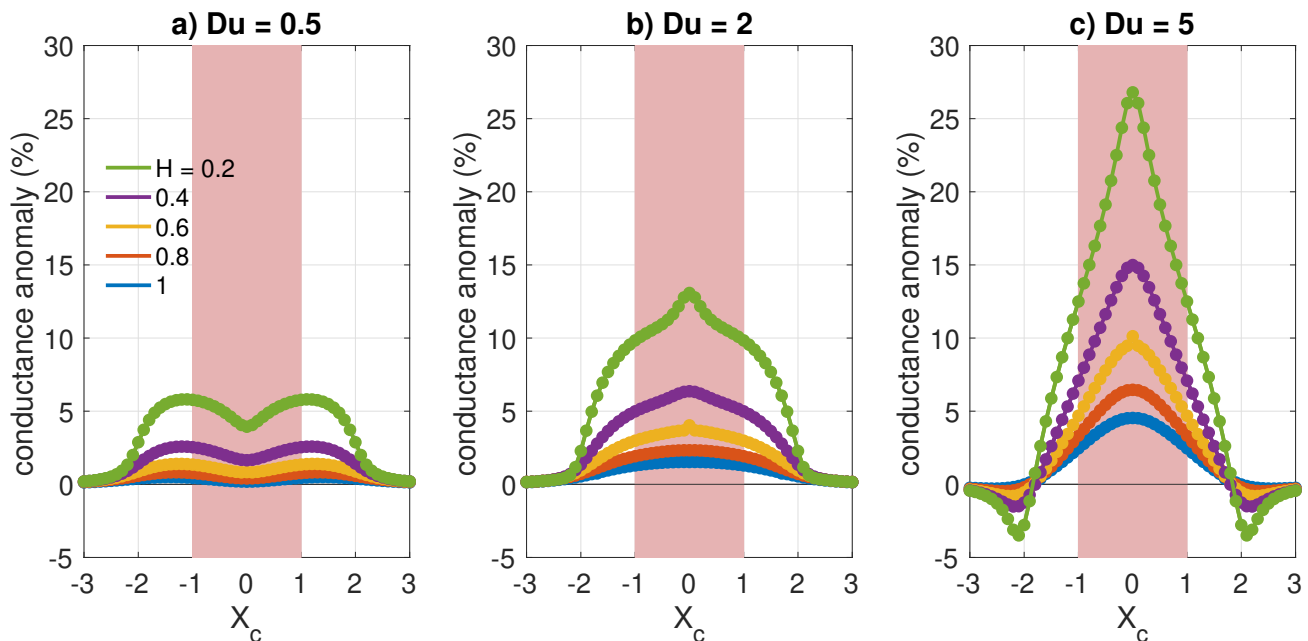 a) Du = 0.5
30
25
20
15
10
5
0
-5
conductance anomaly (%)
H = 0.2
0.4
0.6
0.8
1
-3 -2 -1 0 1 2 3
X_c
b) Du = 2
30
25
20
15
10
5
0
-5
conductance anomaly (%)
-3 -2 -1 0 1 2 3
X_c
c) Du = 5
30
25
20
15
10
5
0
-5
conductance anomaly (%)
-3 -2 -1 0 1 2 3
X_c